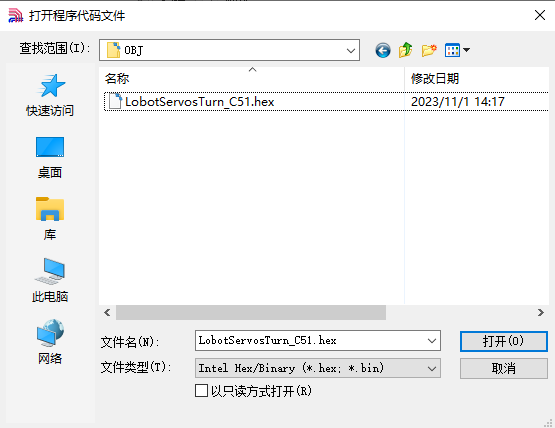 打开程序代码文件
查找范围(I):
OBJ
名称
修改日期
LobotServosTurn_C51.hex
2023/11/1 14:17
快速访问
桌面
库
此电脑
网络
文件名(N):
LobotServosTurn_C51.hex
打开(O)
文件类型(T):
Intel Hex/Binary (*.hex; *.bin)
取消
以只读方式打开(R)